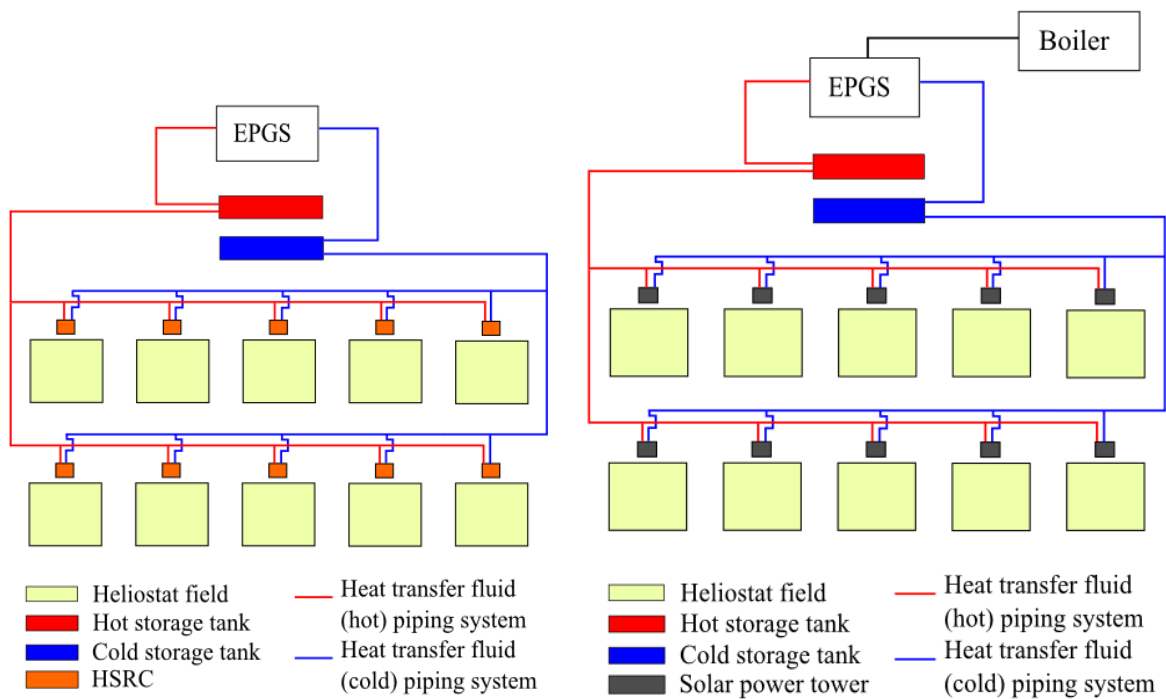 Boiler
EPGS
EPGS
Heliostat field
Hot storage tank
Cold storage tank
HSRC
Heat transfer fluid
(hot) piping system
Heat transfer fluid
(cold) piping system
Heliostat field
Hot storage tank
Cold storage tank
Solar power tower
Heat transfer fluid
(hot) piping system
Heat transfer fluid
(cold) piping system